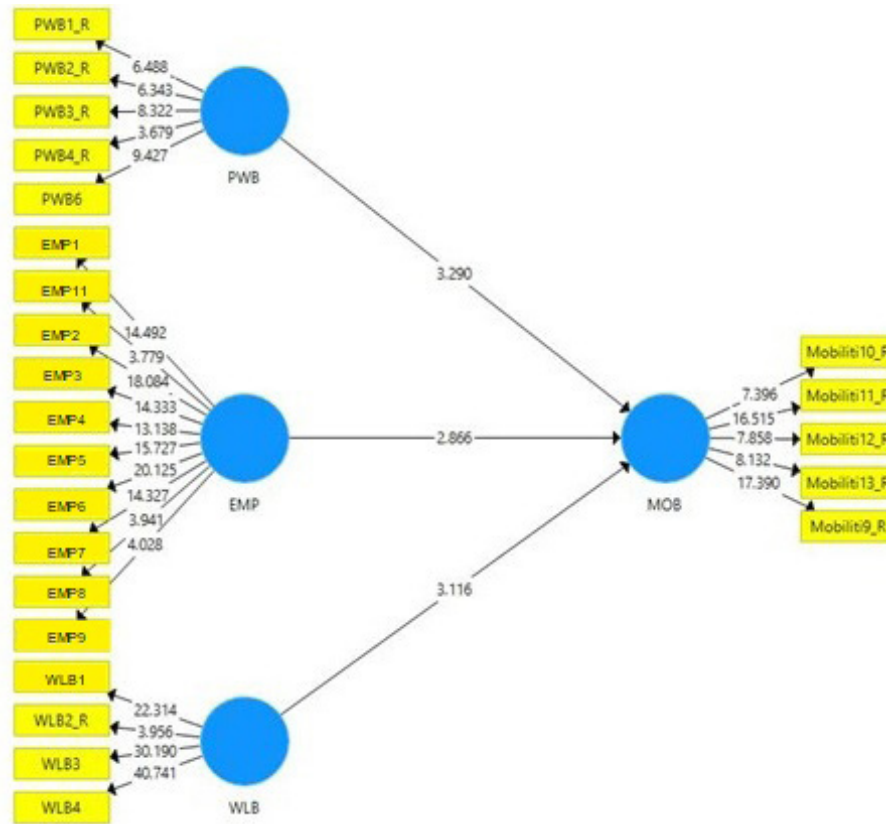 PWB1_R
PWB2_R
PWB3_R
PWB4_R
PWB6
6.488
6.343
8.322
3.679
9.427
PWB
EMP1
EMP11
EMP2
EMP3
EMP4
EMP5
EMP6
EMP7
EMP8
EMP9
14.492
3.779
18.084
14.333
13.138
15.727
20.125
14.327
3.941
4.028
EMP
WLB1
WLB2_R
WLB3
WLB4
22.314
3.956
30.190
40.741
WLB
3.290
2.866
3.116
MOB
7.396
16.515
7.858
8.132
17.390
Mobiliti10_R
Mobiliti11_R
Mobiliti12_R
Mobiliti13_R
Mobiliti9_R